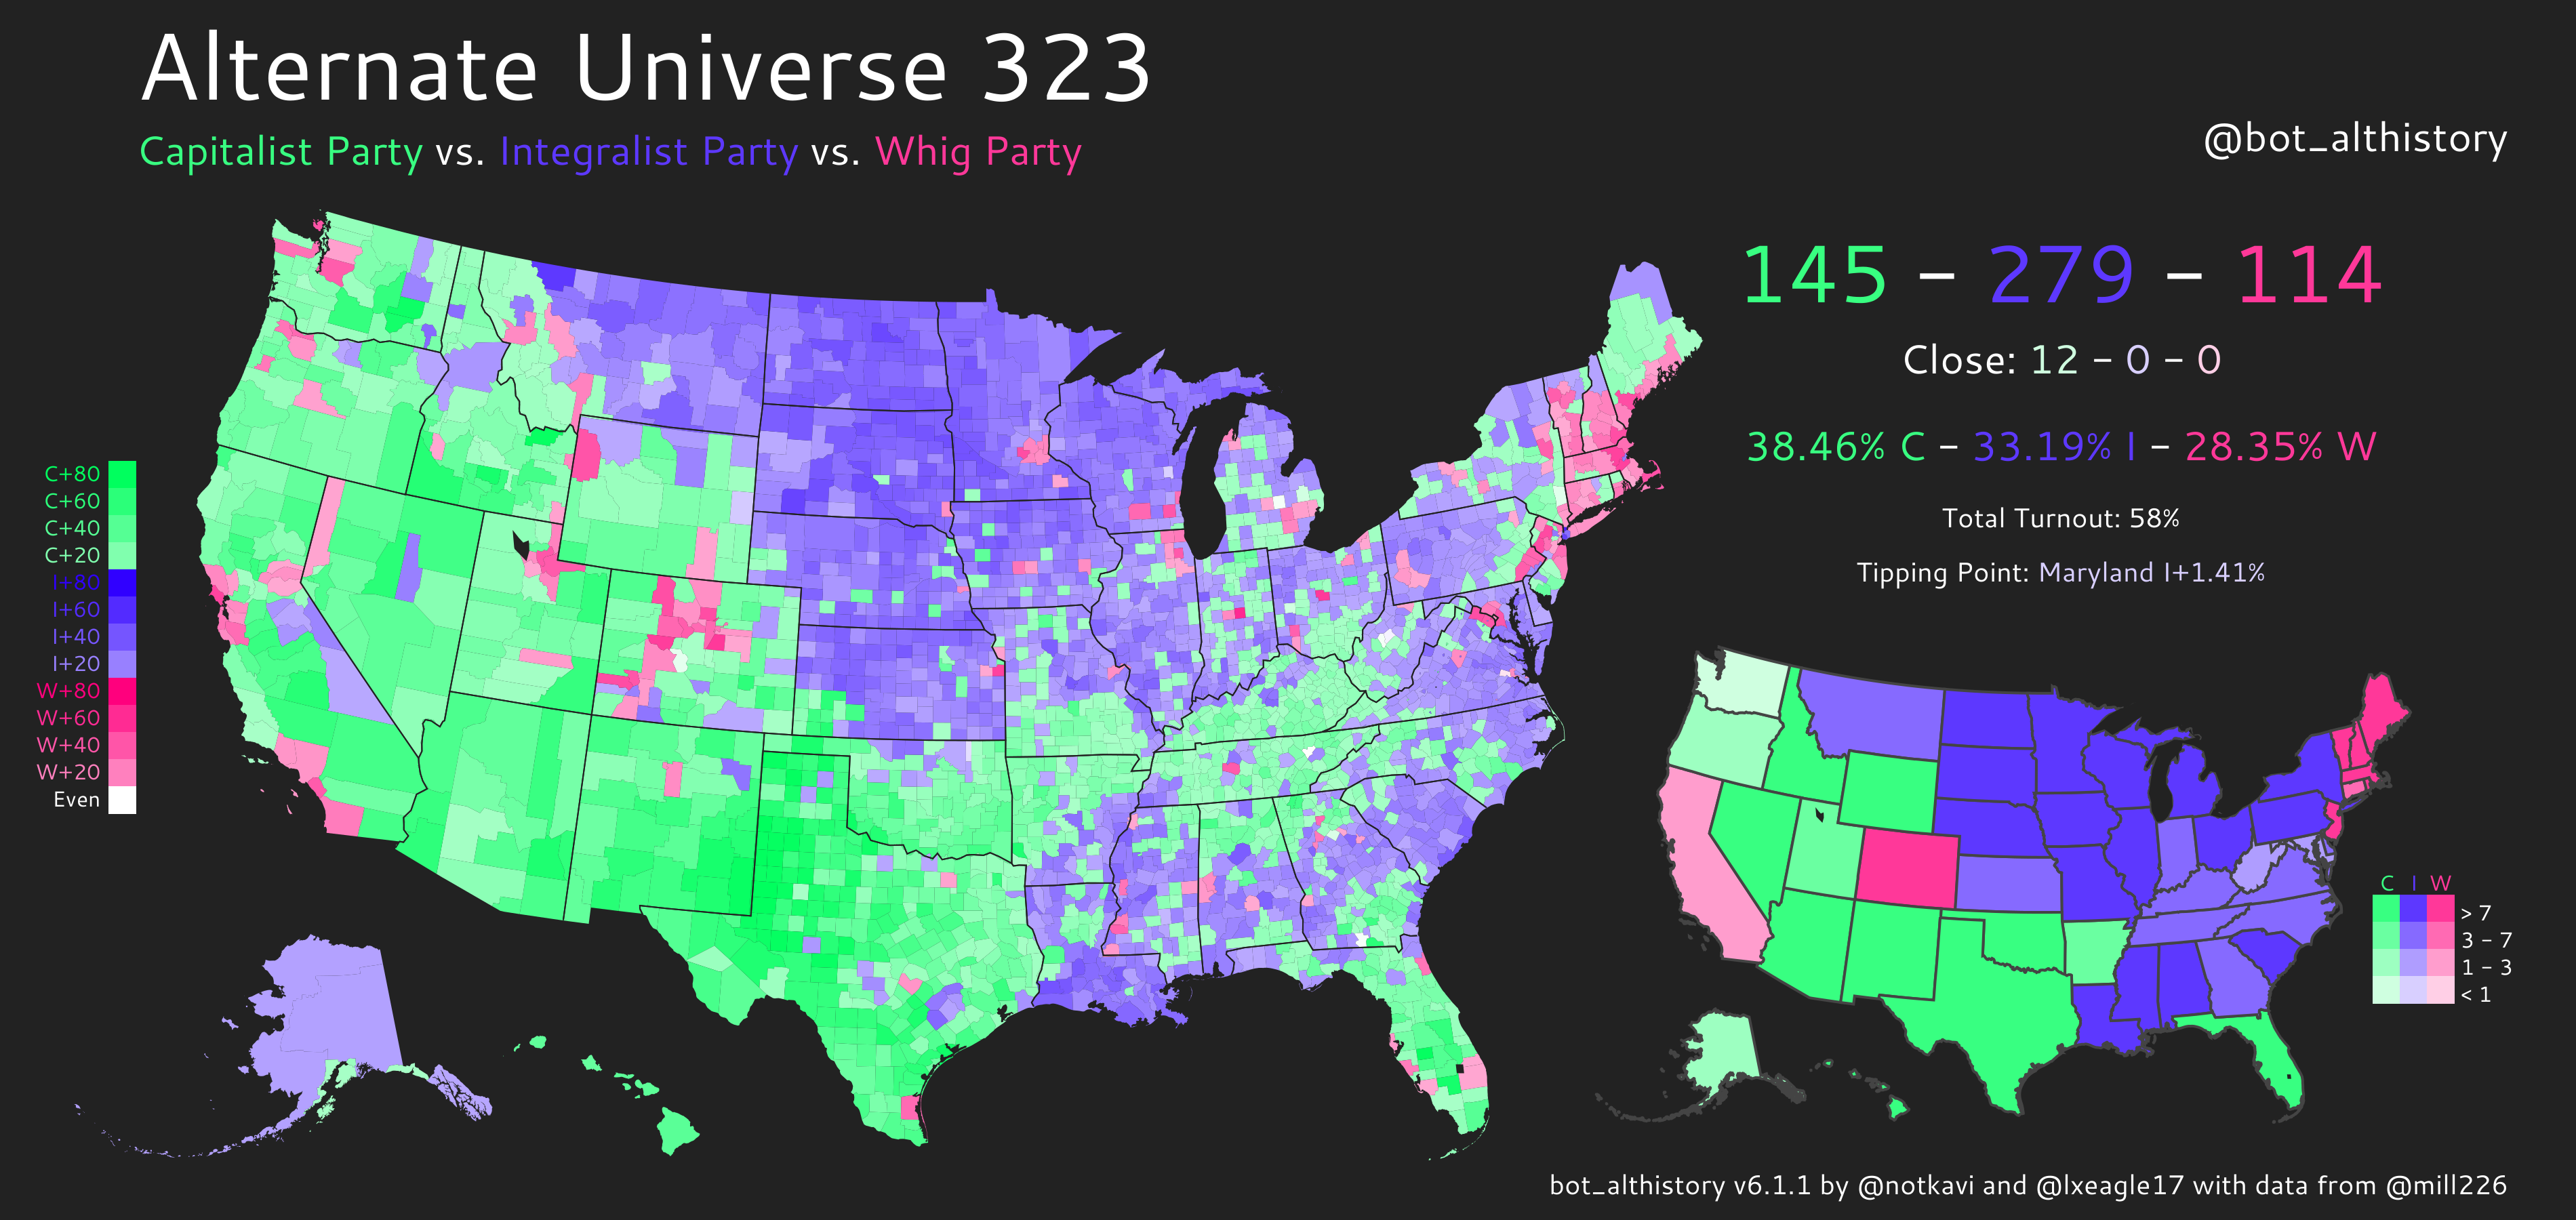 Alternate Universe 323
Capitalist Party vs. Integralist Party vs. Whig Party
@bot_althistory
145 – 279 – 114
Close: 12 – 0 – 0
38.46% C – 33.19% I – 28.35% W
Total Turnout: 58%
Tipping Point: Maryland I+1.41%
C+80
C+60
C+40
C+20
I+80
I+60
I+40
I+20
W+80
W+60
W+40
W+20
Even
C I W
> 7
3 – 7
1 – 3
< 1
bot_althistory v6.1.1 by @notkavi and @lxeagle17 with data from @mill226